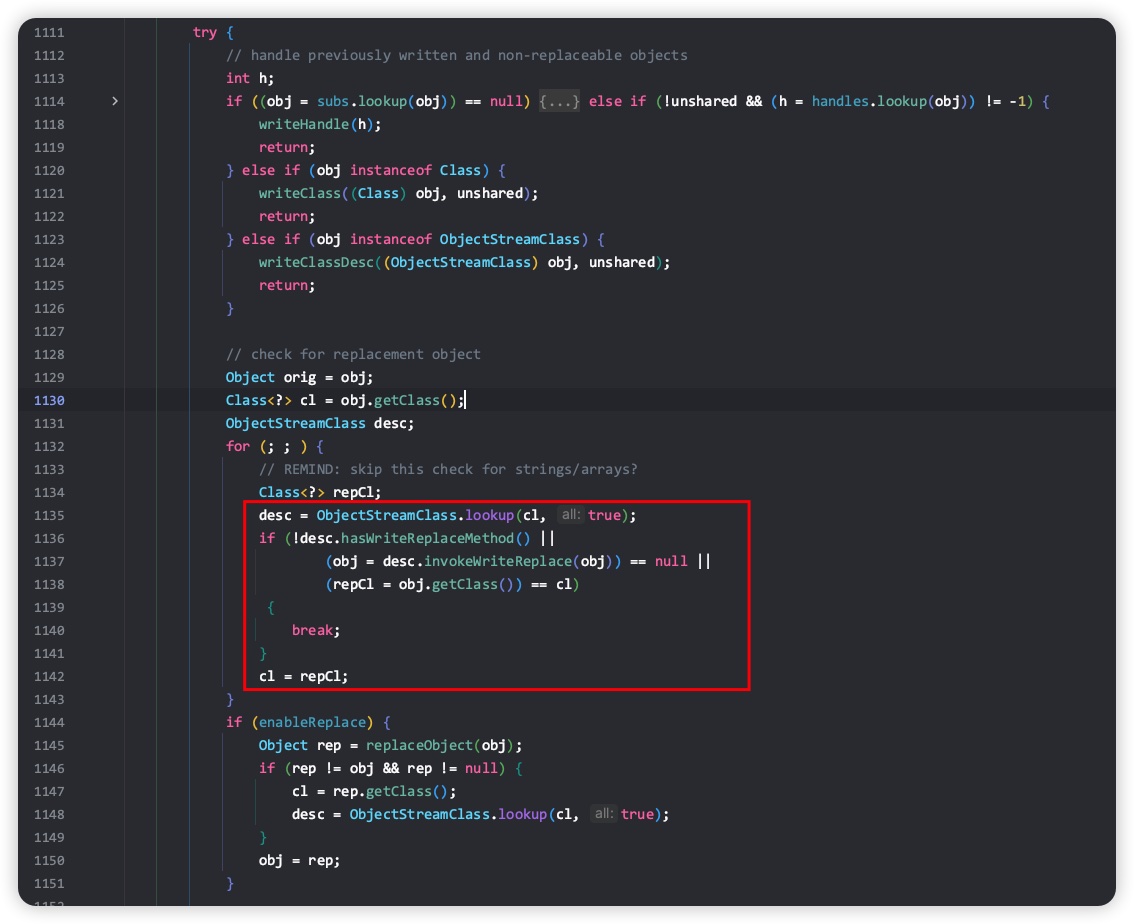 1111 try {
1112 // handle previously written and non-replaceable objects
1113 int h;
1114 if ((obj = subs.lookup(obj)) == null) {...} else if (!unshared && (h = handles.lookup(obj)) != -1) {
1118 writeHandle(h);
1119 return;
1120 } else if (obj instanceof Class) {
1121 writeClass((Class) obj, unshared);
1122 return;
1123 } else if (obj instanceof ObjectStreamClass) {
1124 writeClassDesc((ObjectStreamClass) obj, unshared);
1125 return;
1126 }
1127
1128 // check for replacement object
1129 Object orig = obj;
1130 Class<?> cl = obj.getClass();
1131 ObjectStreamClass desc;
1132 for (; ; ) {
1133 // REMIND: skip this check for strings/arrays?
1134 Class<?> repCl;
1135 desc = ObjectStreamClass.lookup(cl, all: true);
1136 if (!desc.hasWriteReplaceMethod() ||
1137 (obj = desc.invokeWriteReplace(obj)) == null ||
1138 (repCl = obj.getClass()) == cl)
1139 {
1140 break;
1141 }
1142 cl = repCl;
1143 }
1144 if (enableReplace) {
1145 Object rep = replaceObject(obj);
1146 if (rep != obj && rep != null) {
1147 cl = rep.getClass();
1148 desc = ObjectStreamClass.lookup(cl, all: true);
1149 }
1150 obj = rep;
1151 }